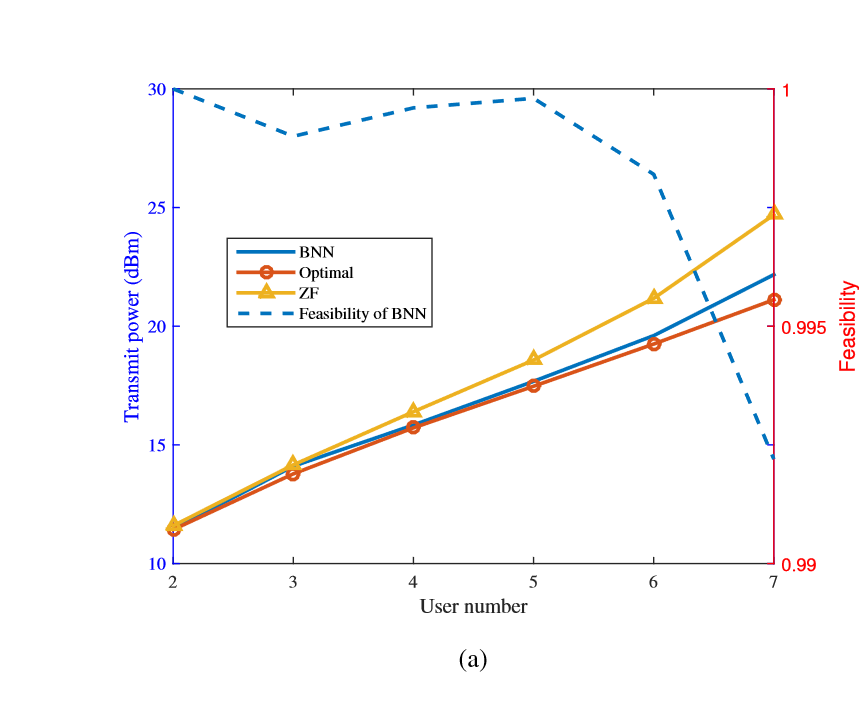 30
25
20
15
10
Transmit power (dBm)
BNN
Optimal
ZF
Feasibility of BNN
1
0.995
0.99
Feasibility
2 3 4 5 6 7
User number
(a)